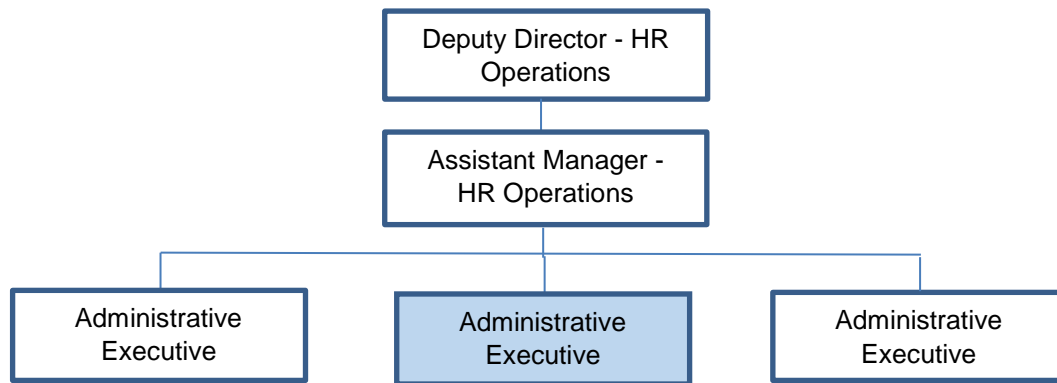 Deputy Director - HR
Operations
Assistant Manager -
HR Operations
Administrative
Executive
Administrative
Executive
Administrative
Executive